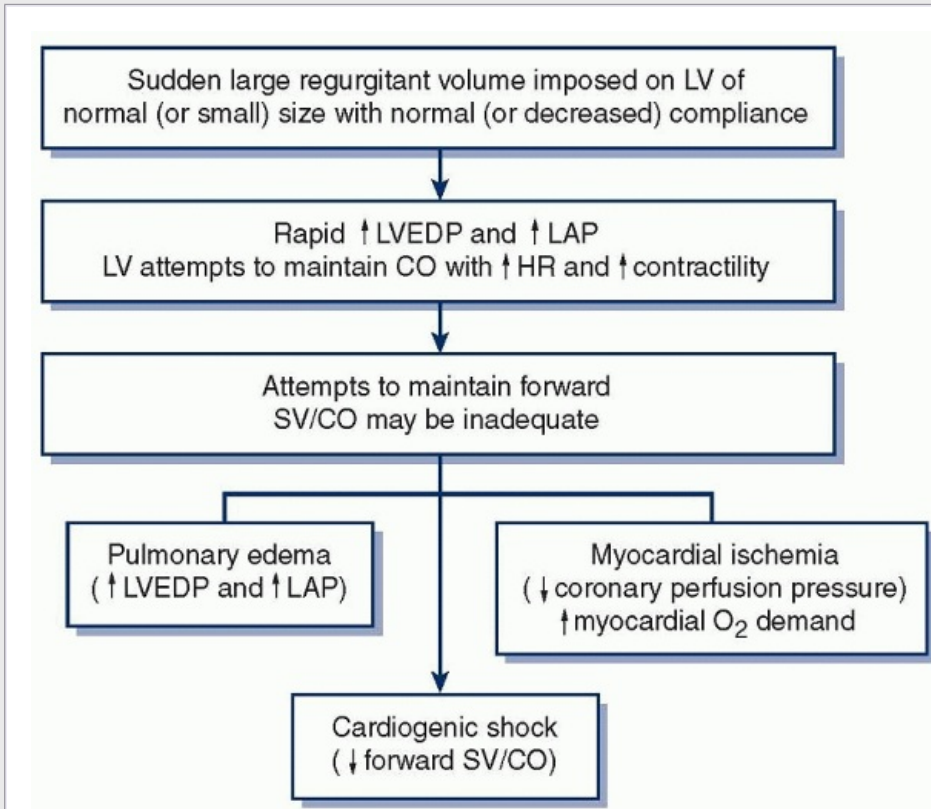 Sudden large regurgitant volume imposed on LV of
normal (or small) size with normal (or decreased) compliance
Rapid ↑LVEDP and ↑LAP
LV attempts to maintain CO with ↑HR and ↑contractility
Attempts to maintain forward
SV/CO may be inadequate
Pulmonary edema
(↑LVEDP and ↑LAP)
Myocardial ischemia
(↓coronary perfusion pressure)
↑myocardial O₂ demand
Cardiogenic shock
(↓forward SV/CO)